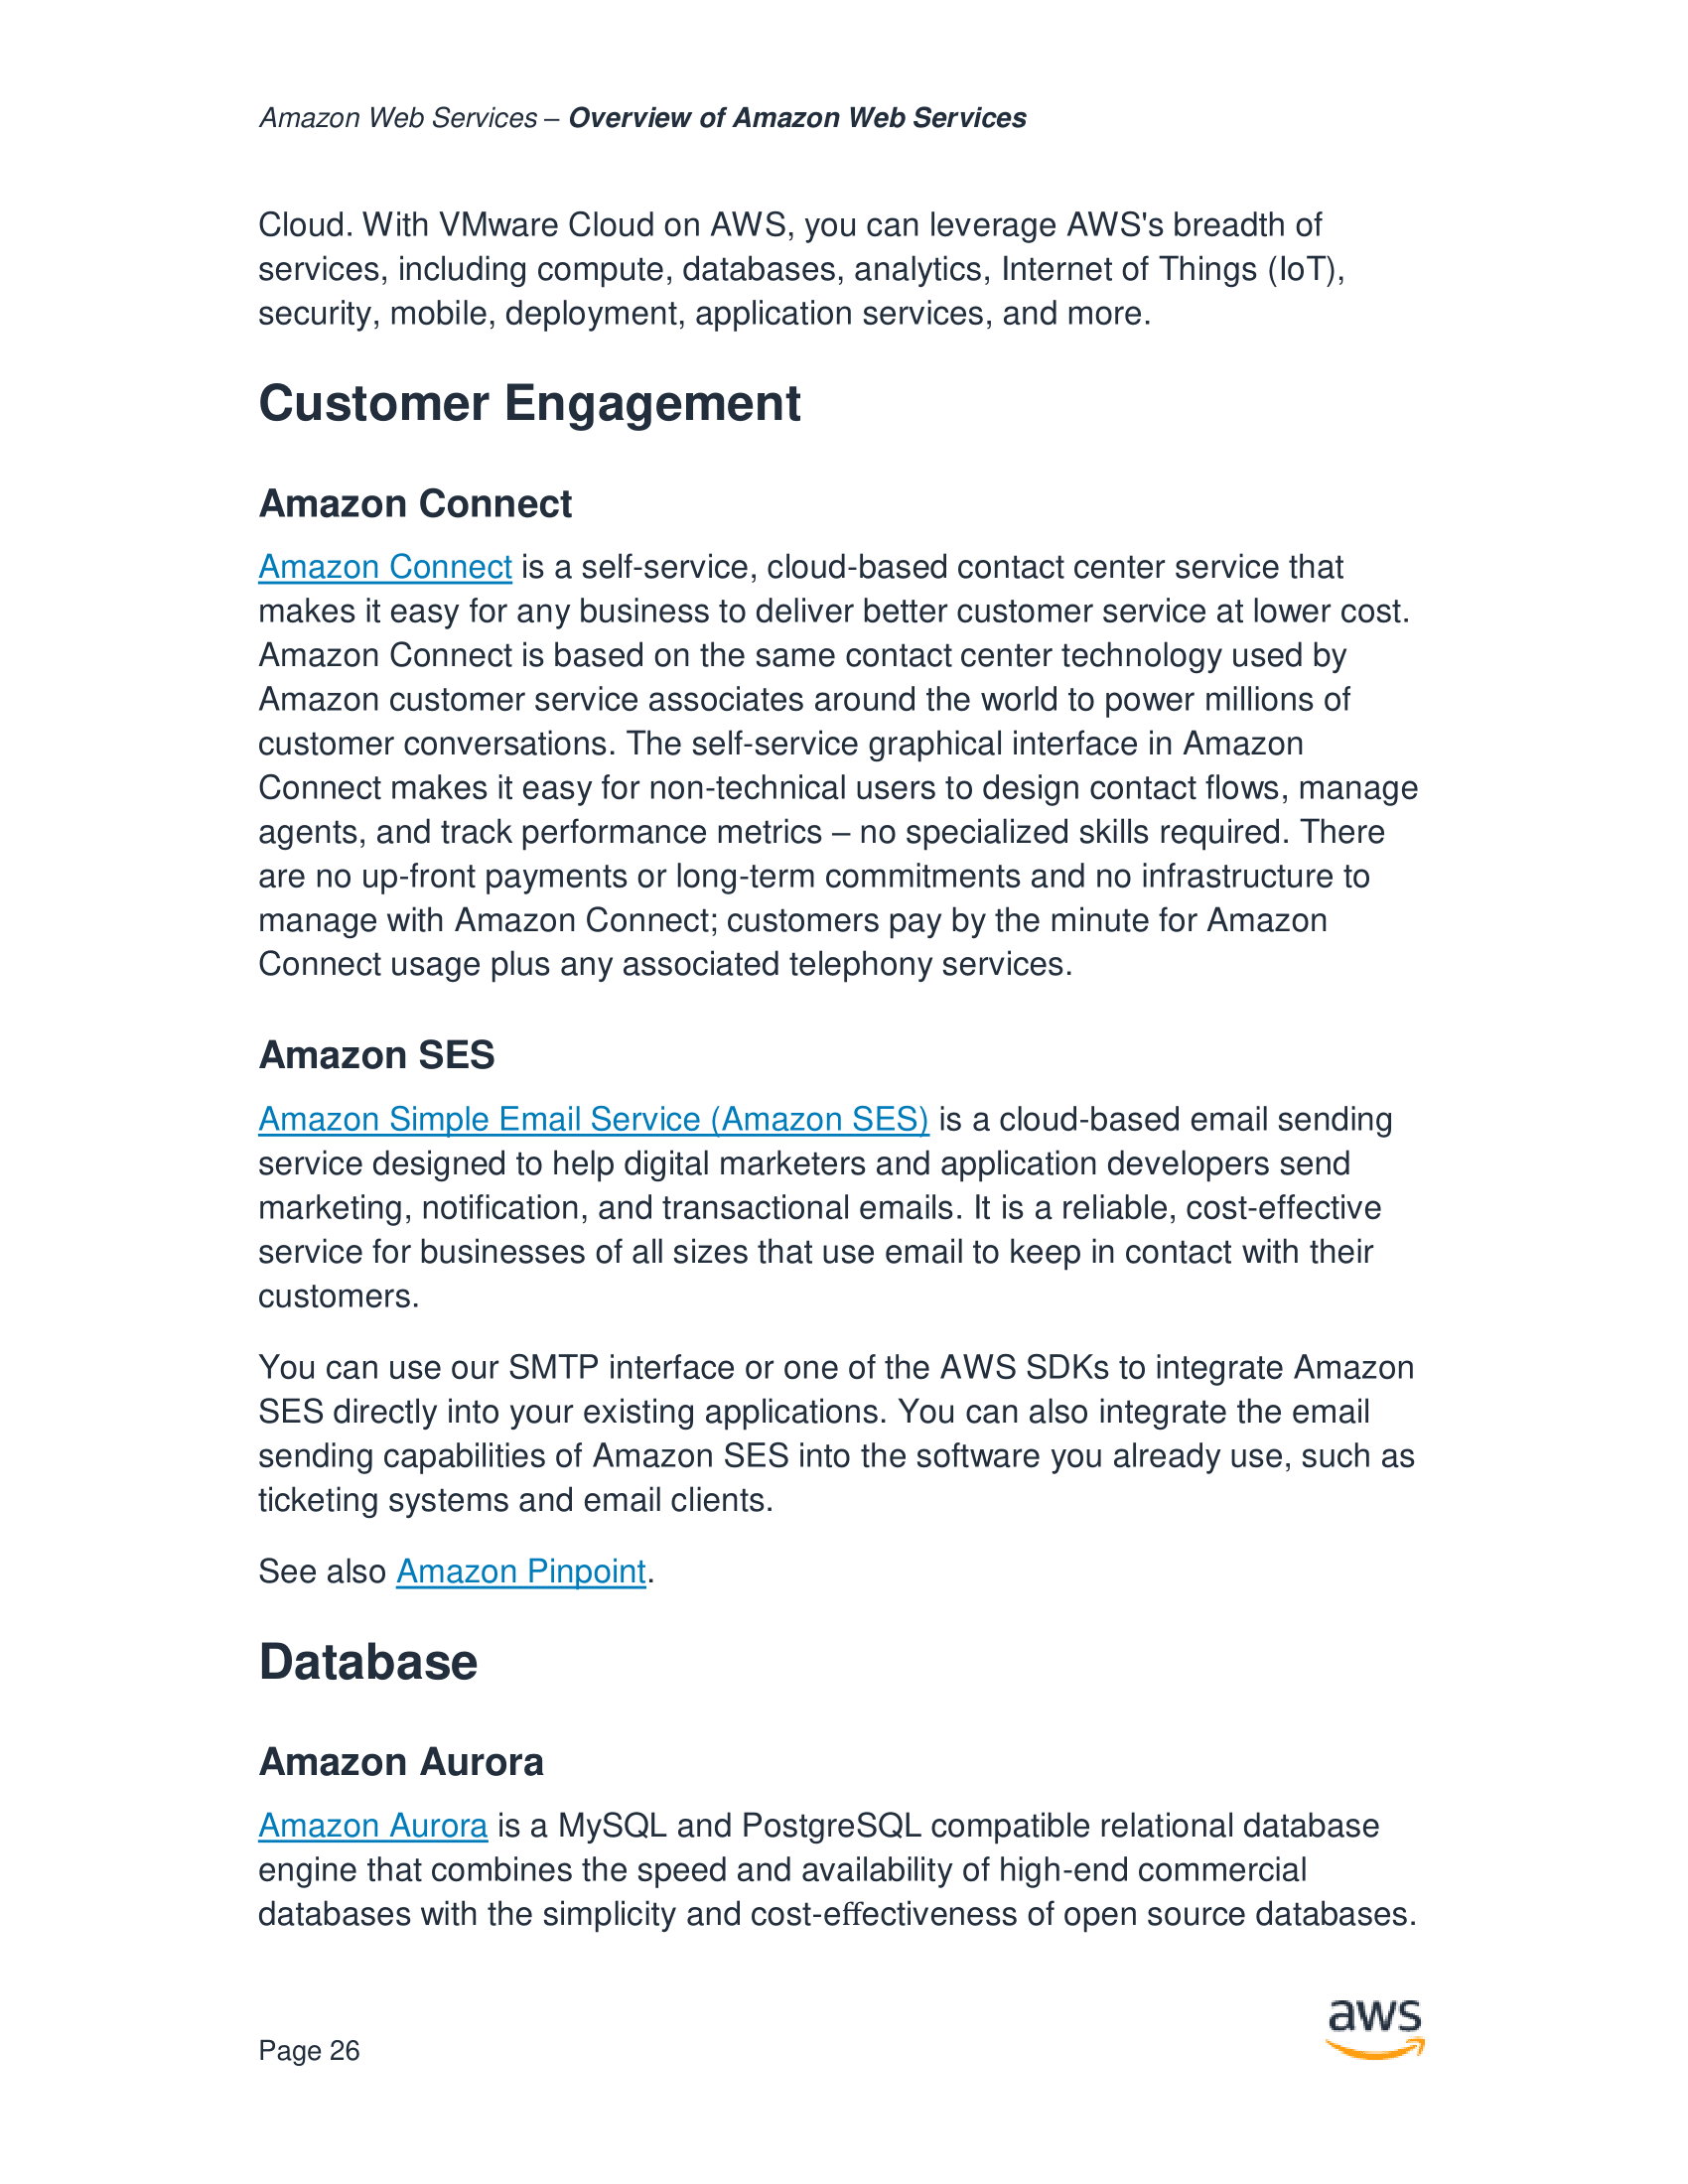 Amazon Web Services – Overview of Amazon Web Services
Cloud. With VMware Cloud on AWS, you can leverage AWS's breadth of
services, including compute, databases, analytics, Internet of Things (IoT),
security, mobile, deployment, application services, and more.
Customer Engagement
Amazon Connect
Amazon Connect is a self-service, cloud-based contact center service that
makes it easy for any business to deliver better customer service at lower cost.
Amazon Connect is based on the same contact center technology used by
Amazon customer service associates around the world to power millions of
customer conversations. The self-service graphical interface in Amazon
Connect makes it easy for non-technical users to design contact flows, manage
agents, and track performance metrics – no specialized skills required. There
are no up-front payments or long-term commitments and no infrastructure to
manage with Amazon Connect; customers pay by the minute for Amazon
Connect usage plus any associated telephony services.
Amazon SES
Amazon Simple Email Service (Amazon SES) is a cloud-based email sending
service designed to help digital marketers and application developers send
marketing, notification, and transactional emails. It is a reliable, cost-effective
service for businesses of all sizes that use email to keep in contact with their
customers.
You can use our SMTP interface or one of the AWS SDKs to integrate Amazon
SES directly into your existing applications. You can also integrate the email
sending capabilities of Amazon SES into the software you already use, such as
ticketing systems and email clients.
See also Amazon Pinpoint.
Database
Amazon Aurora
Amazon Aurora is a MySQL and PostgreSQL compatible relational database
engine that combines the speed and availability of high-end commercial
databases with the simplicity and cost-effectiveness of open source databases.
aws
Page 26